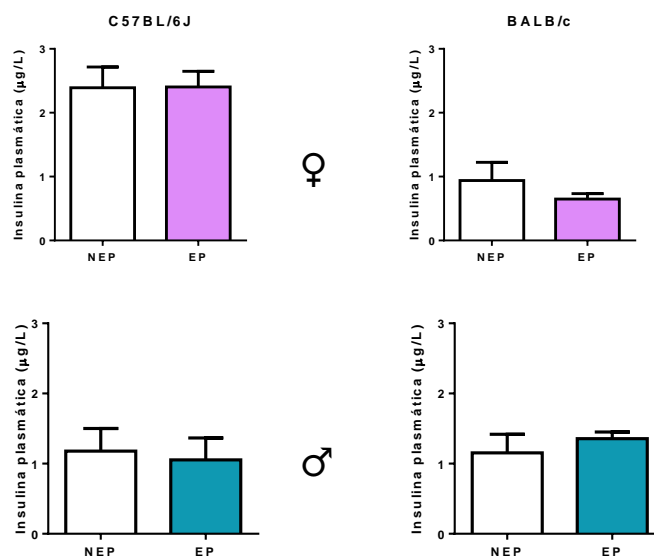 C57BL/6J
BALB/c
Insulina plasmática (µg/L)
3
2
1
0
NEP
EP
♀
Insulina plasmática (µg/L)
3
2
1
0
NEP
EP
Insulina plasmática (µg/L)
3
2
1
0
NEP
EP
♂
Insulina plasmática (µg/L)
3
2
1
0
NEP
EP